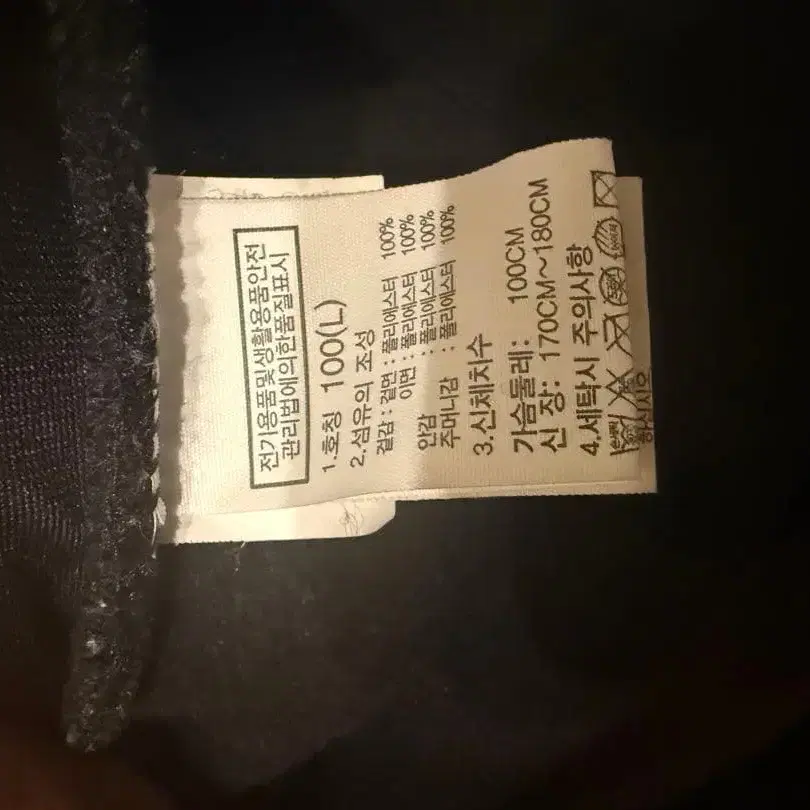 전기용품및생활용품안전
관리법에의한품질표시
1.호칭 100(L)
2.섬유의 조성
겉감 : 겉면 : 폴리에스터 100%
이면 : 폴리에스터 100%
안감 : 폴리에스터 100%
주머니감 : 폴리에스터 100%
3.신체치수
가슴둘레: 100CM
신 장: 170CM~180CM
4.세탁시 주의사항
하십시오